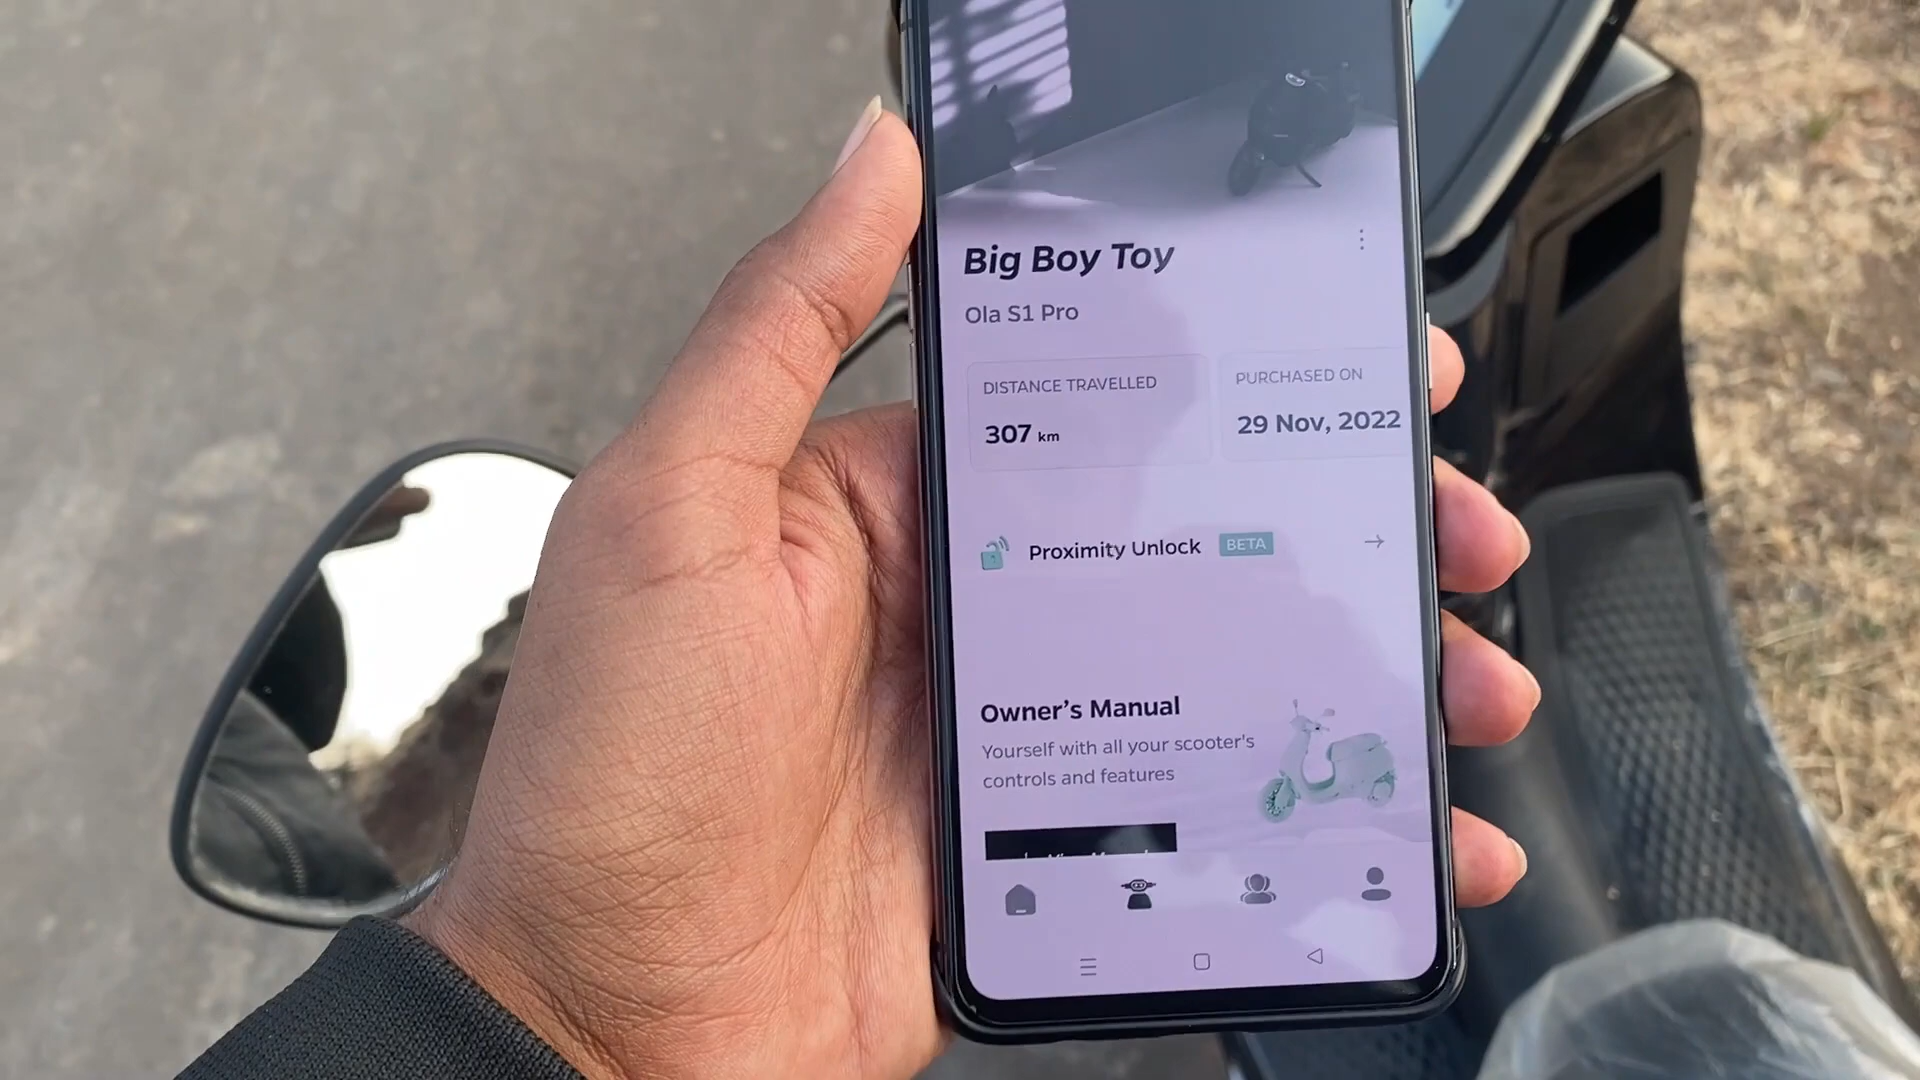 Big Boy Toy
Ola S1 Pro
DISTANCE TRAVELLED
307 km
PURCHASED ON
29 Nov, 2022
Proximity Unlock BETA
Owner's Manual
Yourself with all your scooter's
controls and features